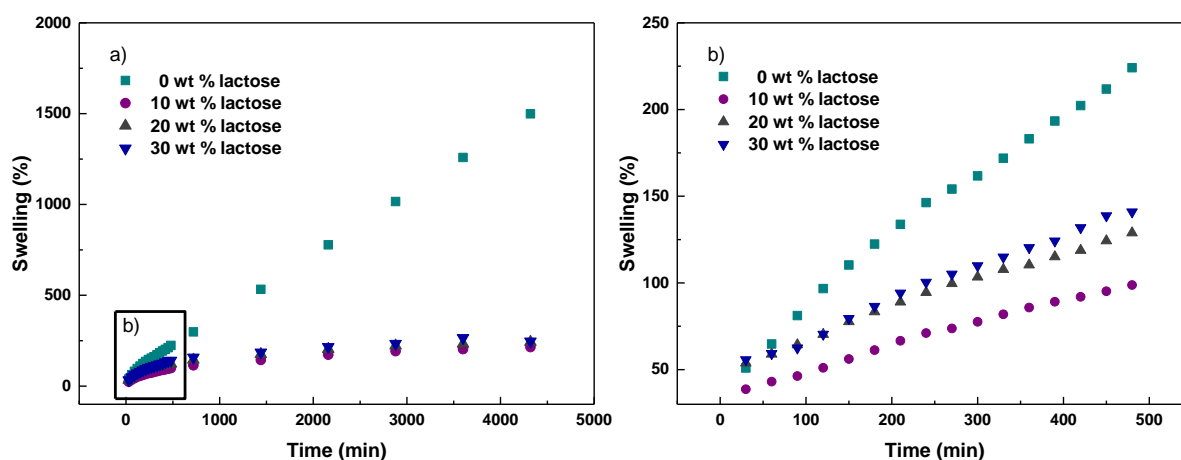 a)
0 wt % lactose
10 wt % lactose
20 wt % lactose
30 wt % lactose
b)
2000
1500
1000
500
0
Swelling (%)
0 1000 2000 3000 4000 5000
Time (min)
b)
0 wt % lactose
10 wt % lactose
20 wt % lactose
30 wt % lactose
250
200
150
100
50
Swelling (%)
0 100 200 300 400 500
Time (min)